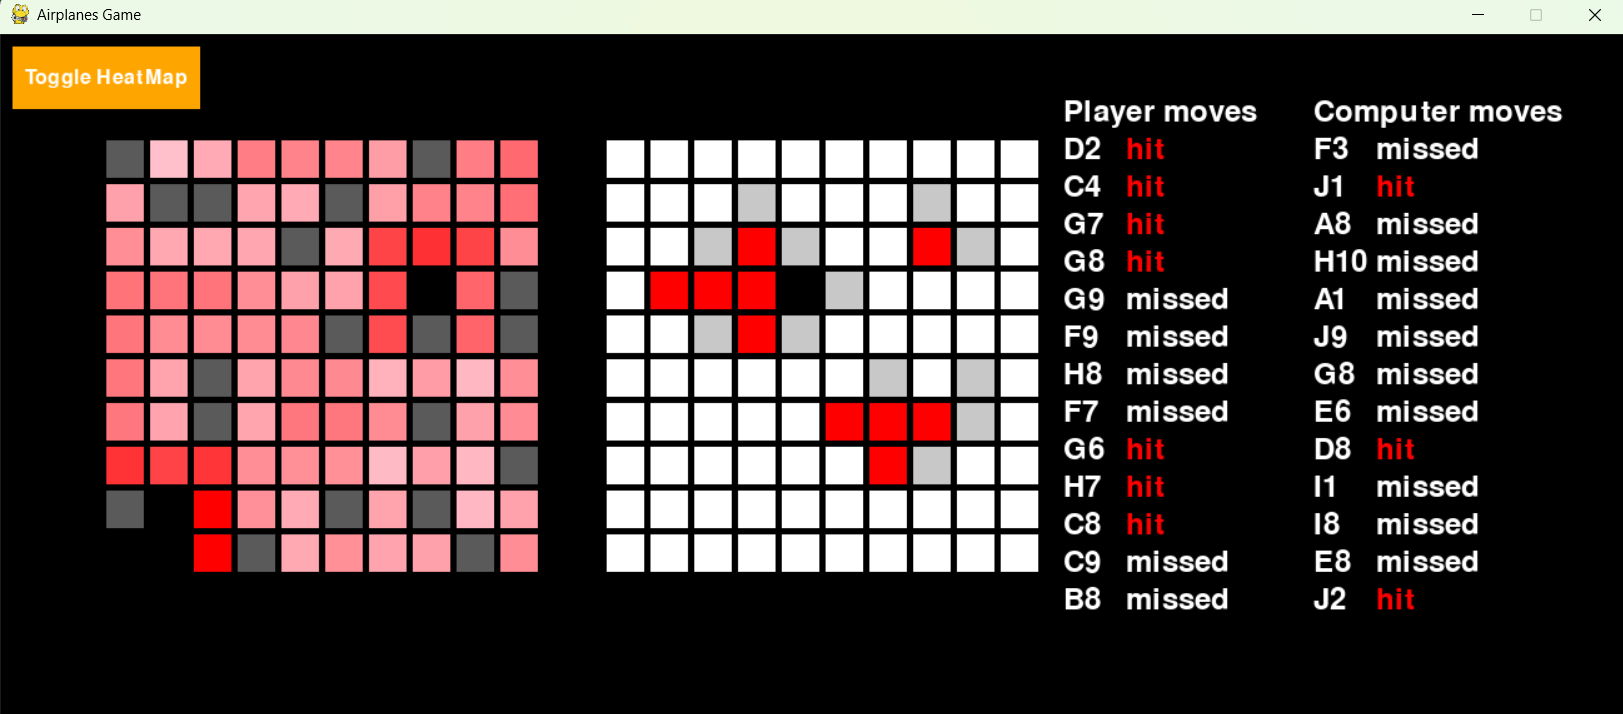 Airplanes Game
Toggle HeatMap
Player moves Computer moves
D2 hit F3 missed
C4 hit J1 hit
G7 hit A8 missed
G8 hit H10 missed
G9 missed A1 missed
F9 missed J9 missed
H8 missed G8 missed
F7 missed E6 missed
G6 hit D8 hit
H7 hit I1 missed
C8 hit I8 missed
C9 missed E8 missed
B8 missed J2 hit